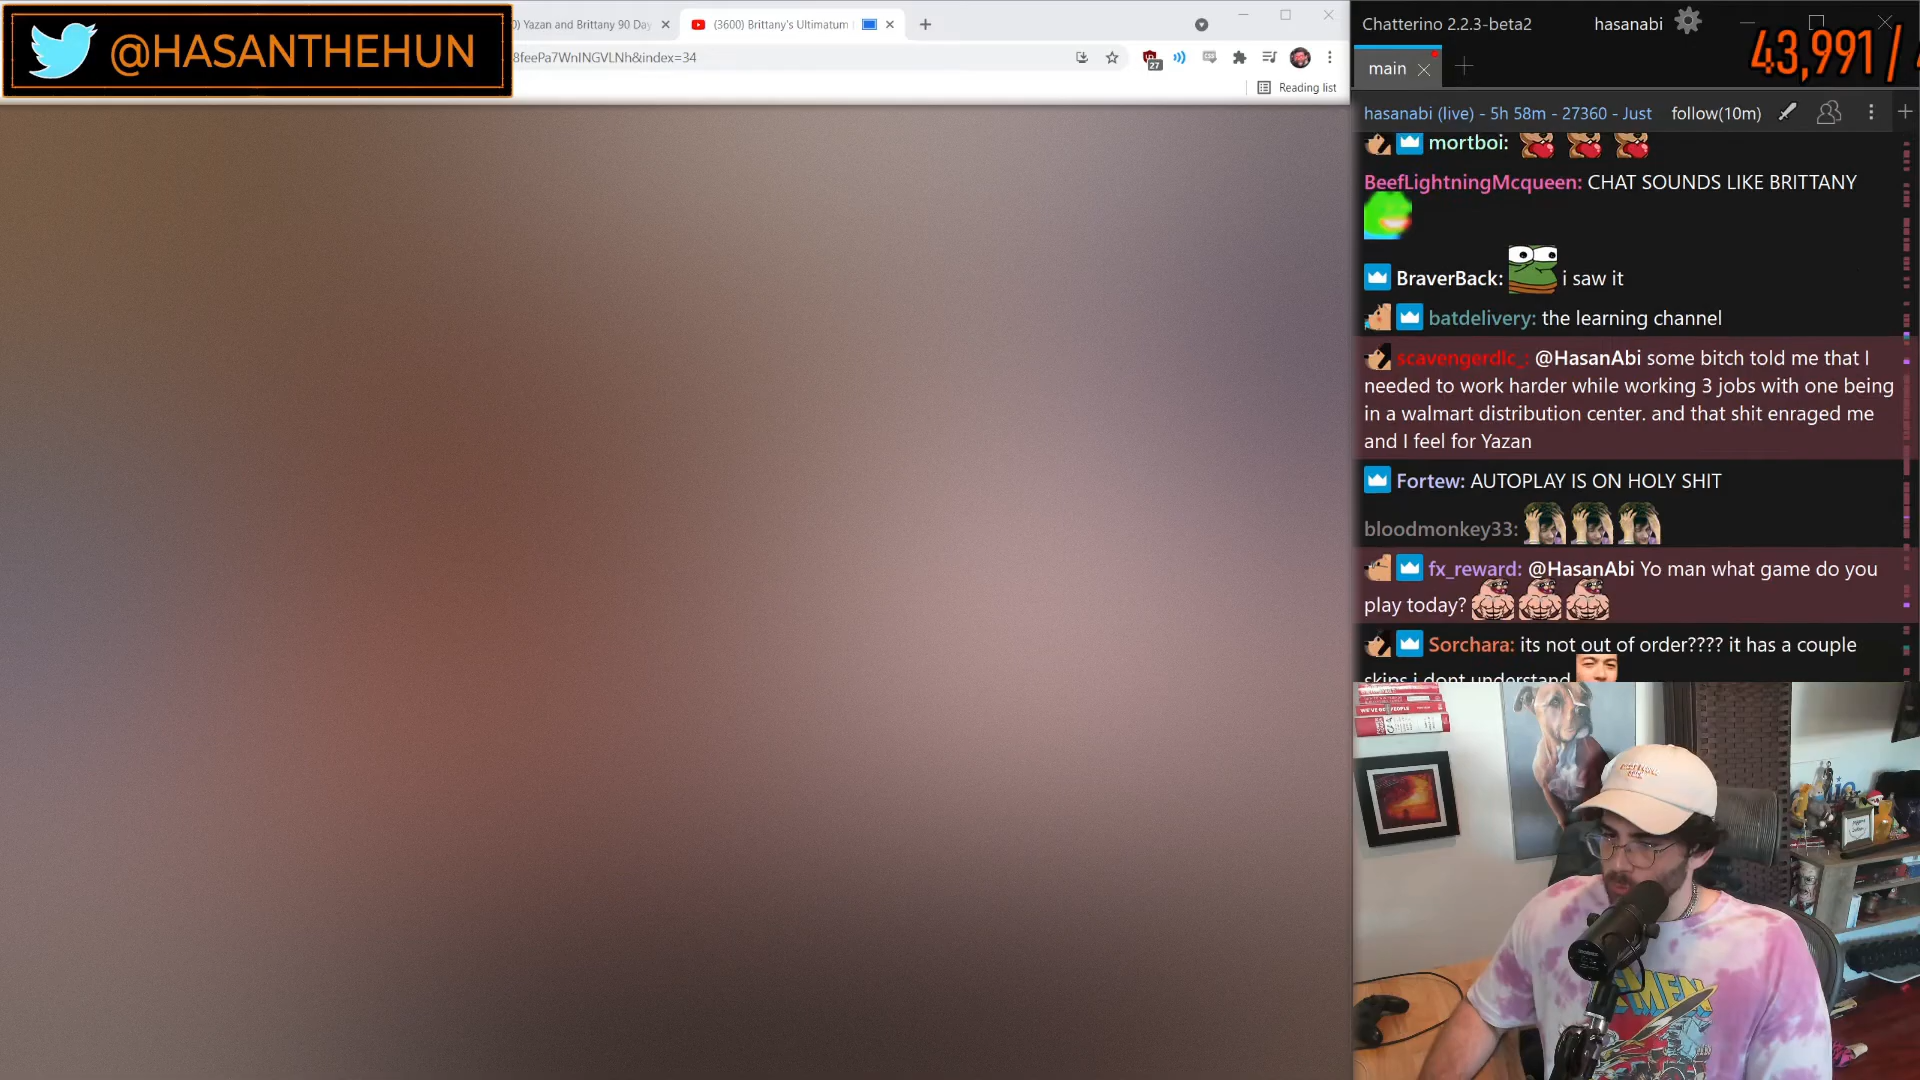 @HASANTHEHUN
) Yazan and Brittany 90 Day
(3600) Brittany's Ultimatum
8feePa7WnINGVLNh&index=34
27
Reading list
Chatterino 2.2.3-beta2
hasanabi
43,991 /
main
hasanabi (live) - 5h 58m - 27360 - Just
follow(10m)
mortboi:
BeefLightningMcqueen: CHAT SOUNDS LIKE BRITTANY
BraverBack: i saw it
batdelivery: the learning channel
scavengerdlc_: @HasanAbi some bitch told me that I
needed to work harder while working 3 jobs with one being
in a walmart distribution center. and that shit enraged me
and I feel for Yazan
Fortew: AUTOPLAY IS ON HOLY SHIT
bloodmonkey33:
fx_reward: @HasanAbi Yo man what game do you
play today?
Sorchara: its not out of order???? it has a couple
skips i dont understand